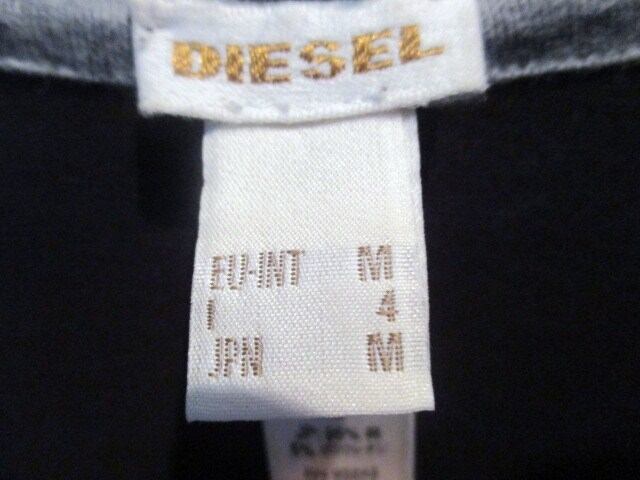 DIESEL
EU-INT M
I 4
JPN M